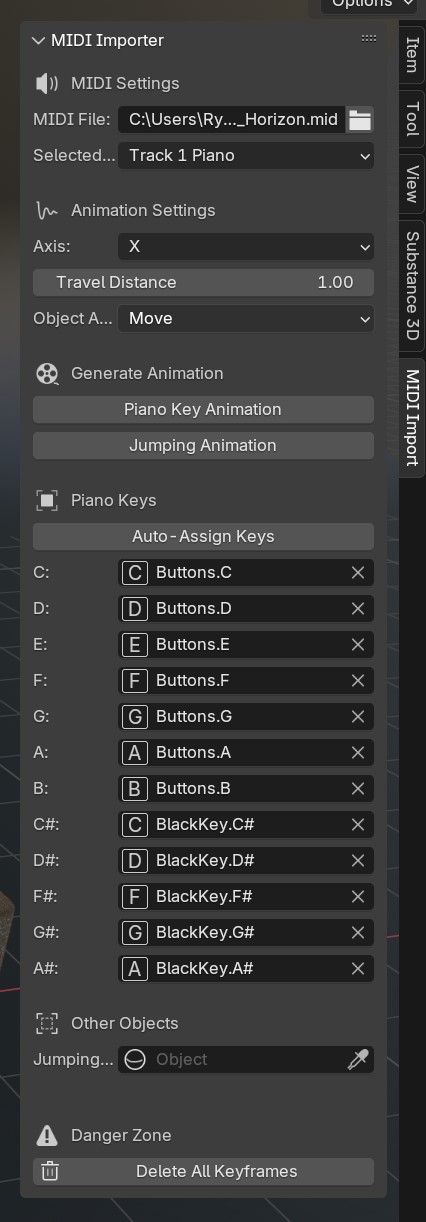 Options
MIDI Importer
MIDI Settings
MIDI File: C:\Users\Ry..._Horizon.mid
Selected... Track 1 Piano
Animation Settings
Axis: X
Travel Distance 1.00
Object A... Move
Generate Animation
Piano Key Animation
Jumping Animation
Piano Keys
Auto-Assign Keys
C: C Buttons.C
D: D Buttons.D
E: E Buttons.E
F: F Buttons.F
G: G Buttons.G
A: A Buttons.A
B: B Buttons.B
C#: C BlackKey.C#
D#: D BlackKey.D#
F#: F BlackKey.F#
G#: G BlackKey.G#
A#: A BlackKey.A#
Other Objects
Jumping... Object
Danger Zone
Delete All Keyframes
Item
Tool
View
Substance 3D
MIDI Import